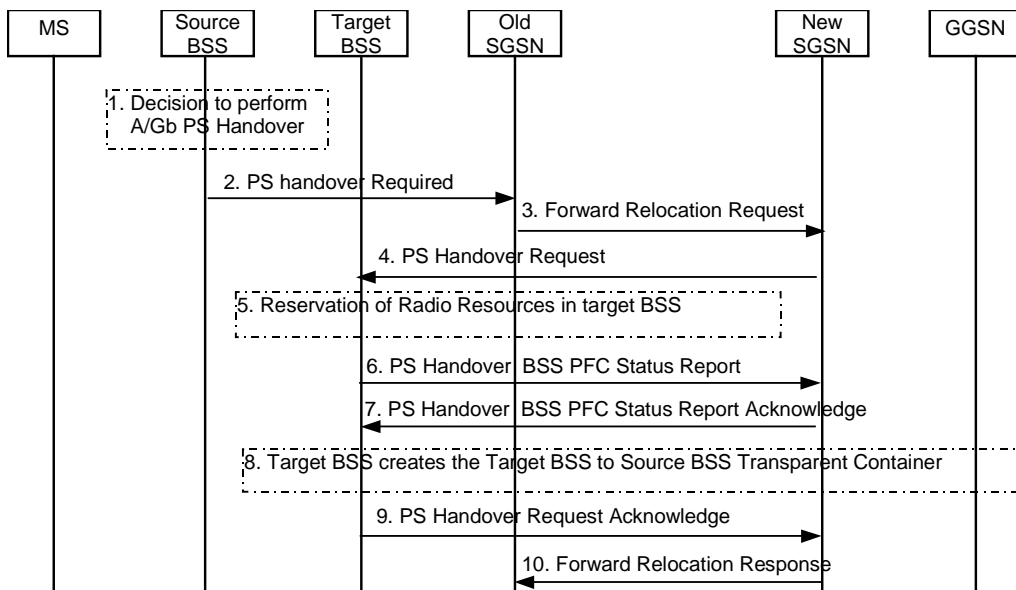 MS
Source
BSS
Target
BSS
Old
SGSN
New
SGSN
GGSN
1. Decision to perform
A/Gb PS Handover
2. PS handover Required
3. Forward Relocation Request
4. PS Handover Request
5. Reservation of Radio Resources in target BSS
6. PS Handover BSS PFC Status Report
7. PS Handover BSS PFC Status Report Acknowledge
8. Target BSS creates the Target BSS to Source BSS Transparent Container
9. PS Handover Request Acknowledge
10. Forward Relocation Response